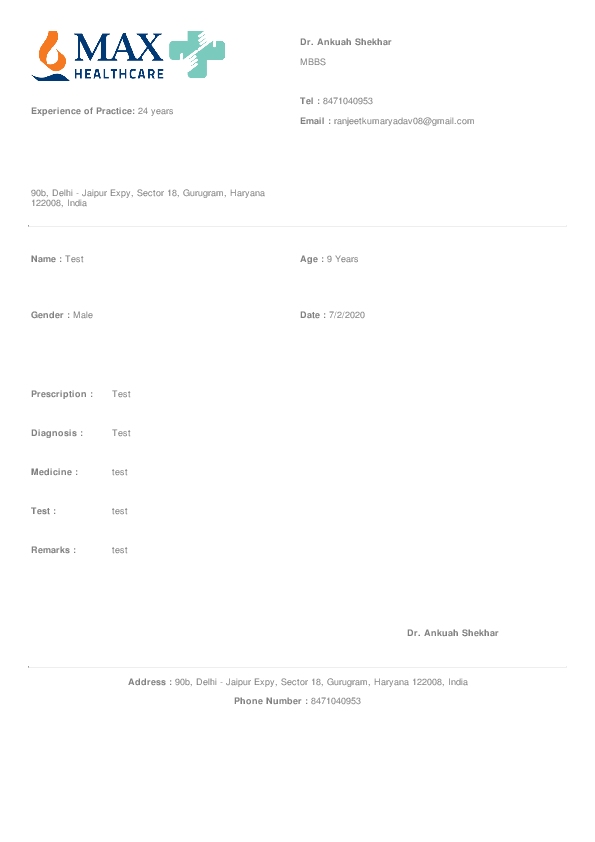 MAX
HEALTHCARE
Dr. Ankuah Shekhar
MBBS
Tel : 8471040953
Experience of Practice: 24 years
Email : ranjeetkumaryadav08@gmail.com
90b, Delhi - Jaipur Expy, Sector 18, Gurugram, Haryana
122008, India
Name : Test
Age : 9 Years
Gender : Male
Date : 7/2/2020
Prescription : Test
Diagnosis : Test
Medicine : test
Test : test
Remarks : test
Dr. Ankuah Shekhar
Address : 90b, Delhi - Jaipur Expy, Sector 18, Gurugram, Haryana 122008, India
Phone Number : 8471040953